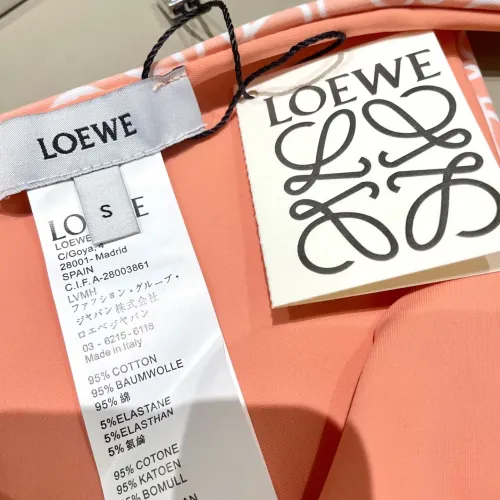 LOEWE
LOEWE
S
LOEWE
C/Goya, 4
28001- Madrid
SPAIN
C.I.F. A-28003861
LVMH
ファッション・グループ・
ジャパン株式会社
ロエベジャパン
03 - 6215-6116
Made in Italy
95% COTTON
95% BAUMWOLLE
95% 綿
5%ELASTANE
5%ELASTHAN
5%氨綸
95% COTONE
95% KATOEN
95% BOMULL
LOEWE